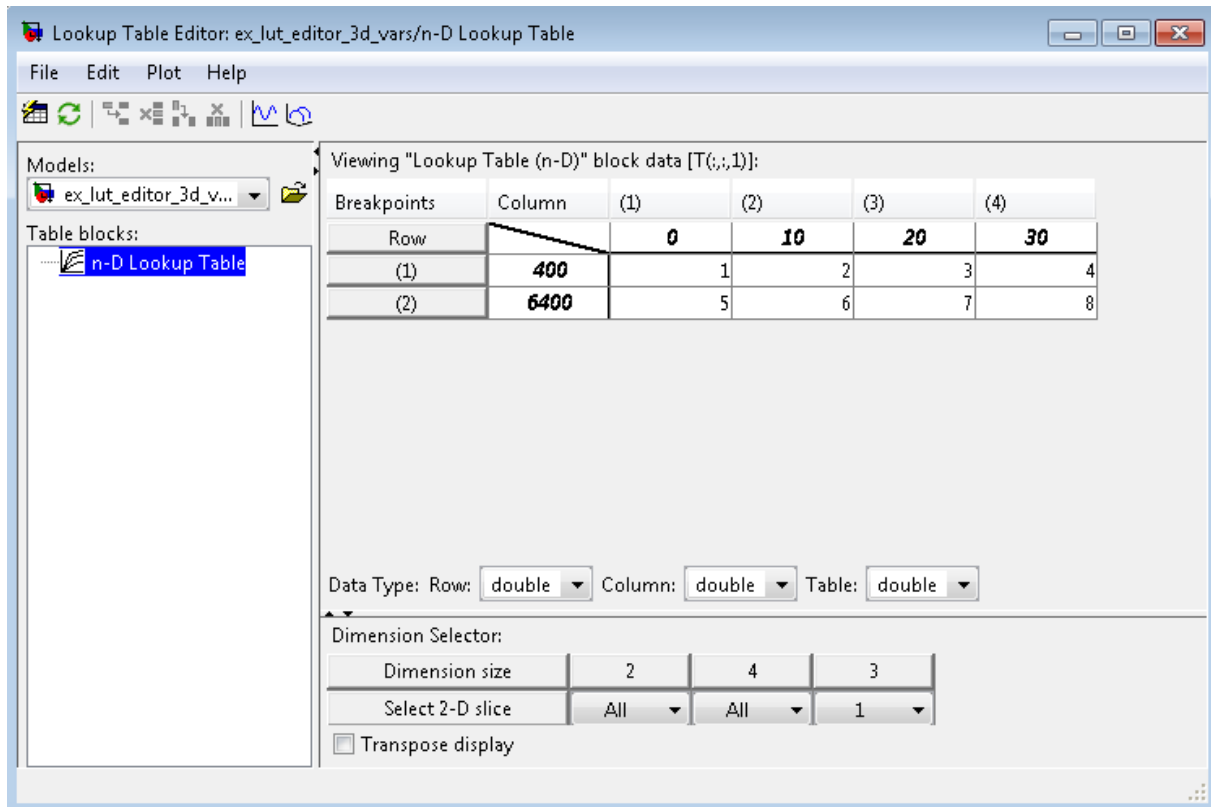 Lookup Table Editor: ex_lut_editor_3d_vars/n-D Lookup Table
File Edit Plot Help
Models:
ex_lut_editor_3d_v...
Table blocks:
n-D Lookup Table
Viewing "Lookup Table (n-D)" block data [T(:,:,1)]:
Breakpoints Column (1) (2) (3) (4)
Row 0 10 20 30
(1) 400 1 2 3 4
(2) 6400 5 6 7 8
Data Type: Row: double Column: double Table: double
Dimension Selector:
Dimension size 2 4 3
Select 2-D slice All All 1
Transpose display